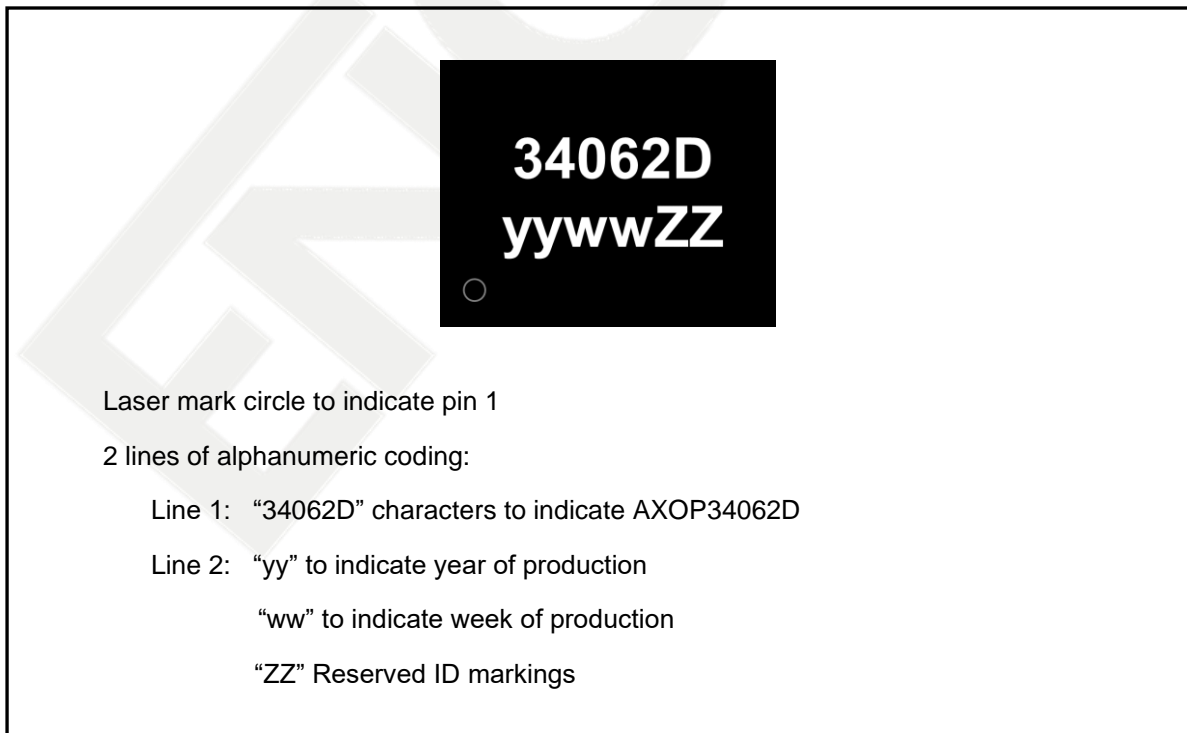 34062D
yywwZZ
Laser mark circle to indicate pin 1
2 lines of alphanumeric coding:
Line 1: “34062D” characters to indicate AXOP34062D
Line 2: “yy” to indicate year of production
“ww” to indicate week of production
“ZZ” Reserved ID markings